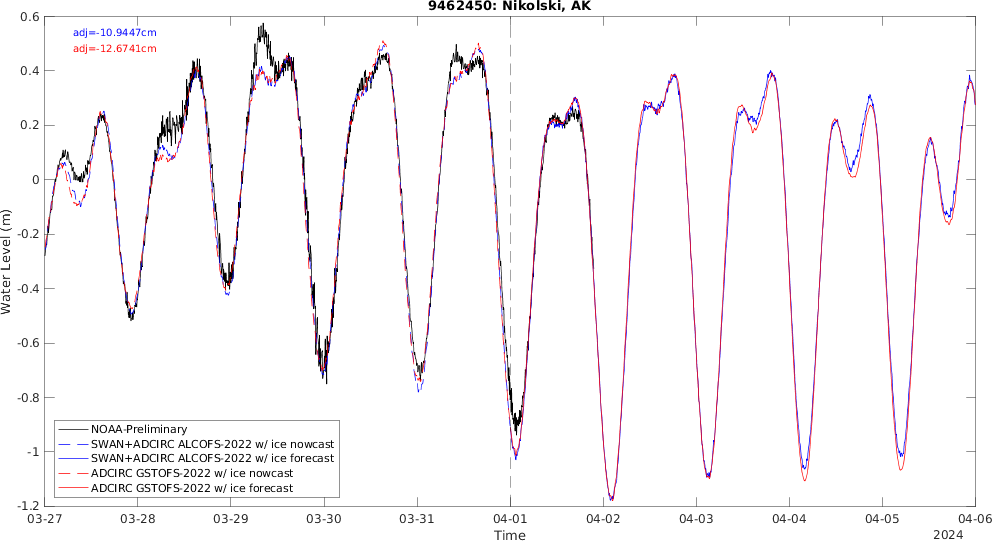 9462450: Nikolski, AK
adj=-10.9447cm
adj=-12.6741cm
0.6
0.4
0.2
0
-0.2
-0.4
-0.6
-0.8
-1
-1.2
Water Level (m)
NOAA-Preliminary
SWAN+ADCIRC ALCOFS-2022 w/ ice nowcast
SWAN+ADCIRC ALCOFS-2022 w/ ice forecast
ADCIRC GSTOFS-2022 w/ ice nowcast
ADCIRC GSTOFS-2022 w/ ice forecast
03-27 03-28 03-29 03-30 03-31 04-01 04-02 04-03 04-04 04-05 04-06
Time
2024